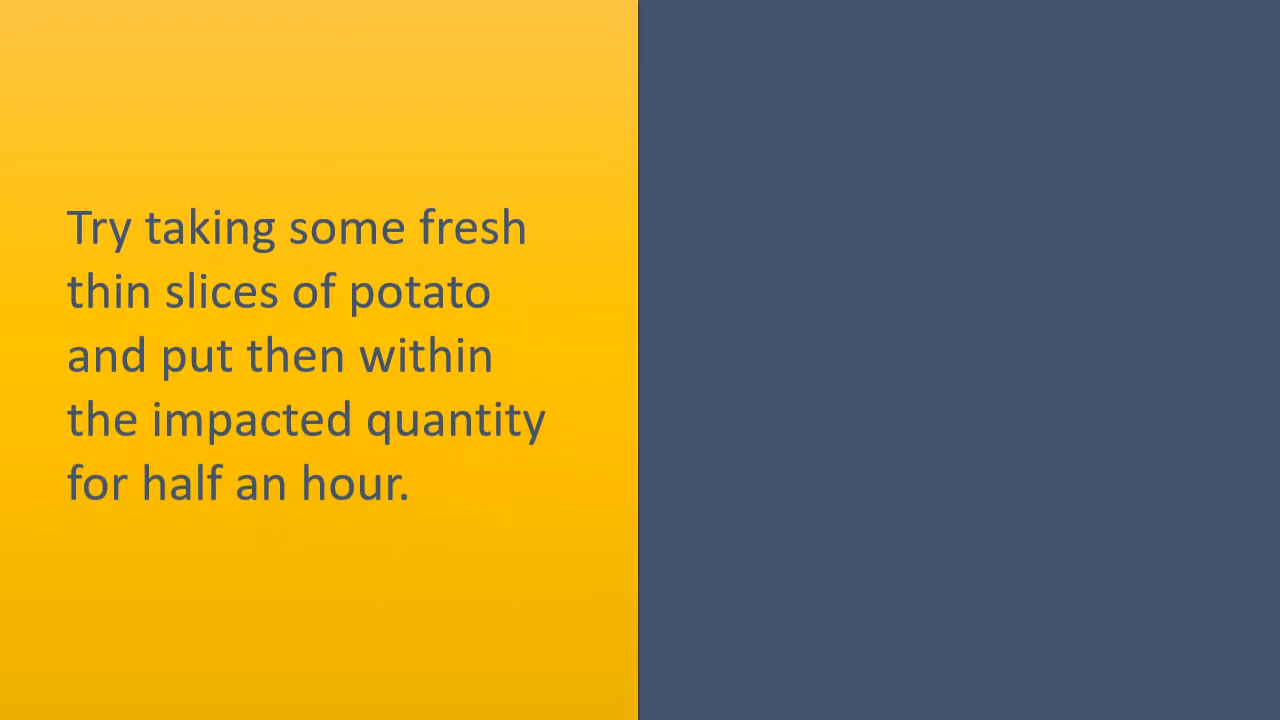 Try taking some fresh
thin slices of potato
and put then within
the impacted quantity
for half an hour.